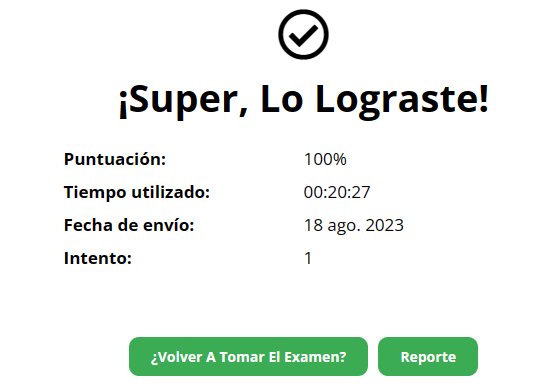 ¡Super, Lo Lograste!
Puntuación: 100%
Tiempo utilizado: 00:20:27
Fecha de envío: 18 ago. 2023
Intento: 1
¿Volver A Tomar El Examen? Reporte